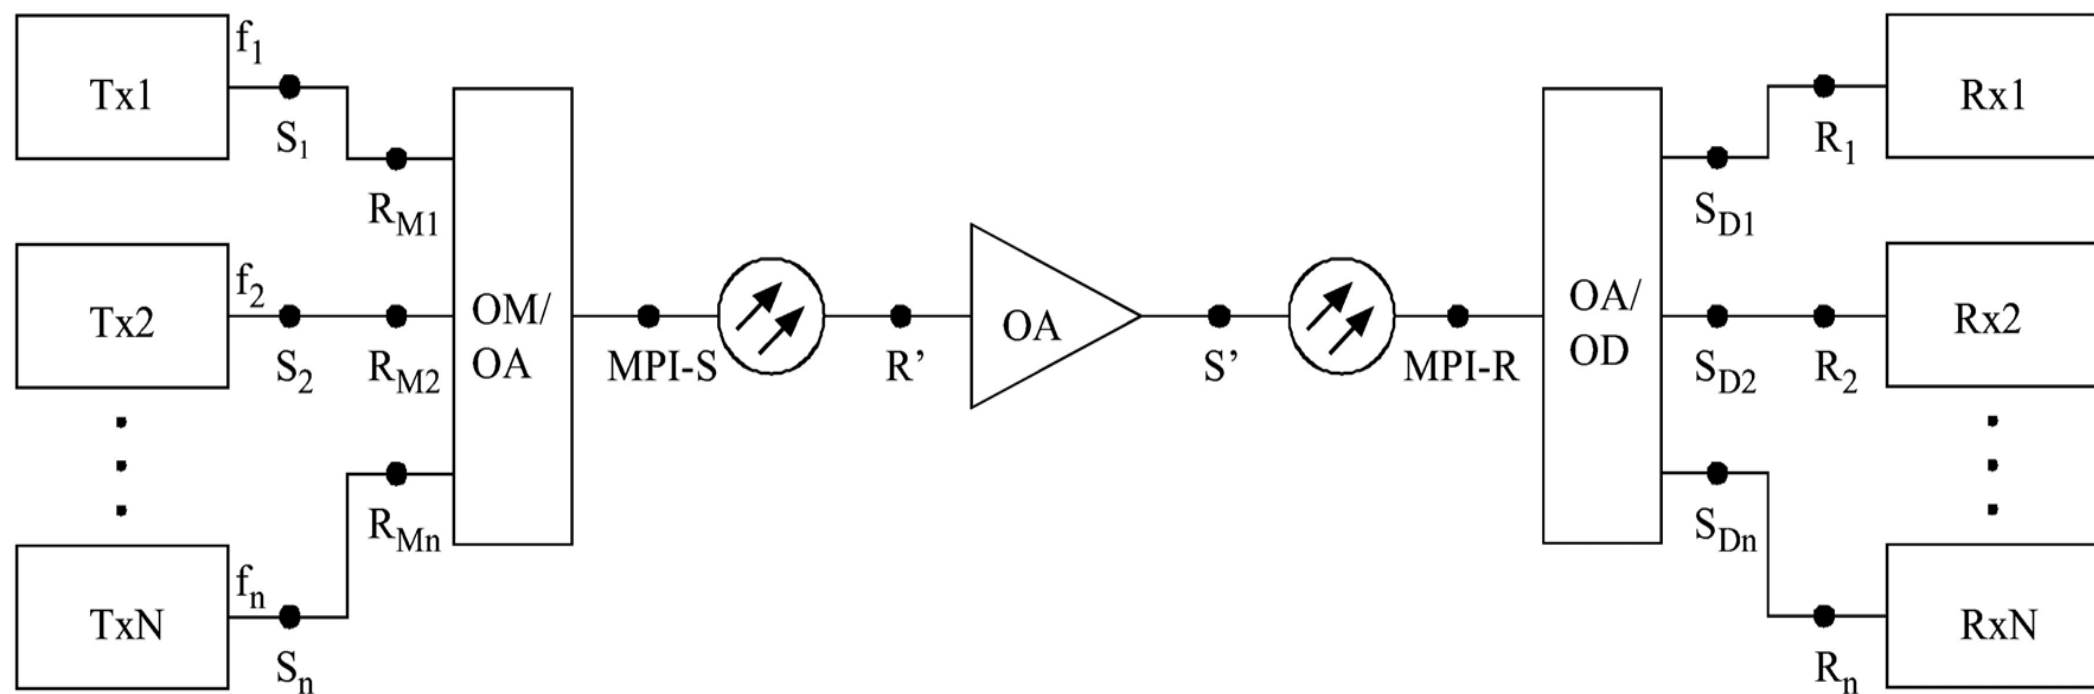 Tx1
f1
S1
RM1
Tx2
f2
S2
RM2
TxN
fn
Sn
RMn
OM/
OA
MPI-S
R’
OA
S’
MPI-R
OA/
OD
SD1
R1
Rx1
SD2
R2
Rx2
SDn
Rn
RxN